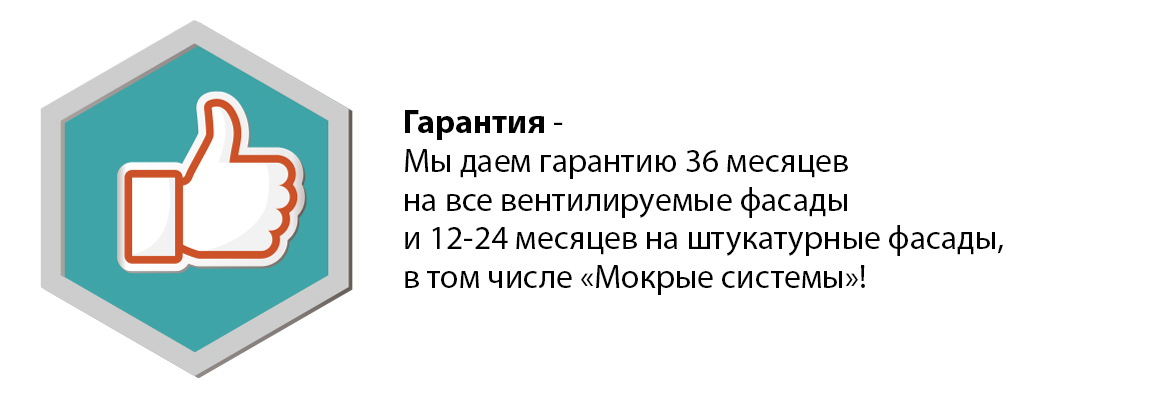 Гарантия -
Мы даем гарантию 36 месяцев
на все вентилируемые фасады
и 12-24 месяцев на штукатурные фасады,
в том числе «Мокрые системы»!